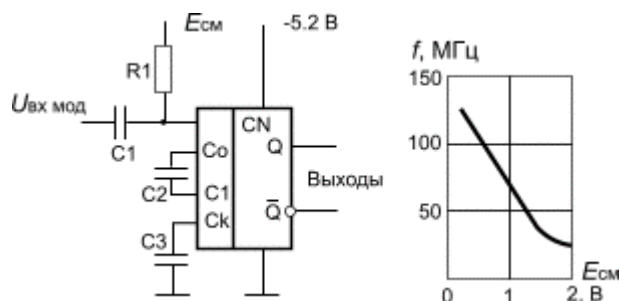 Eсм
-5.2 В
R1
Uвх мод
C1
CN
Co
Q
C2
C1
Выходы
Ck
Q̅
C3
f, МГц
150
100
50
0
1
2, В
Eсм